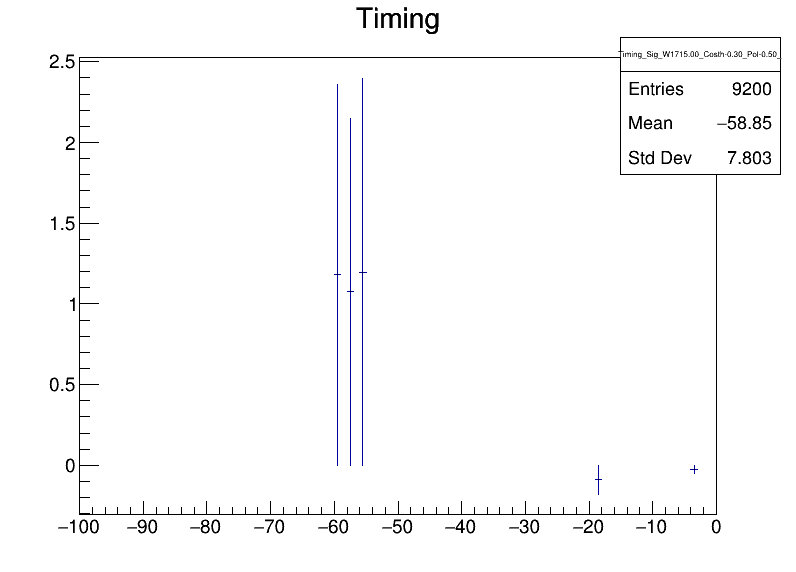 Timing
Timing_Sig_W1715.00_Costh-0.30_Pol-0.50_
Entries 9200
Mean −58.85
Std Dev 7.803
2.5
2
1.5
1
0.5
0
−100 −90 −80 −70 −60 −50 −40 −30 −20 −10 0